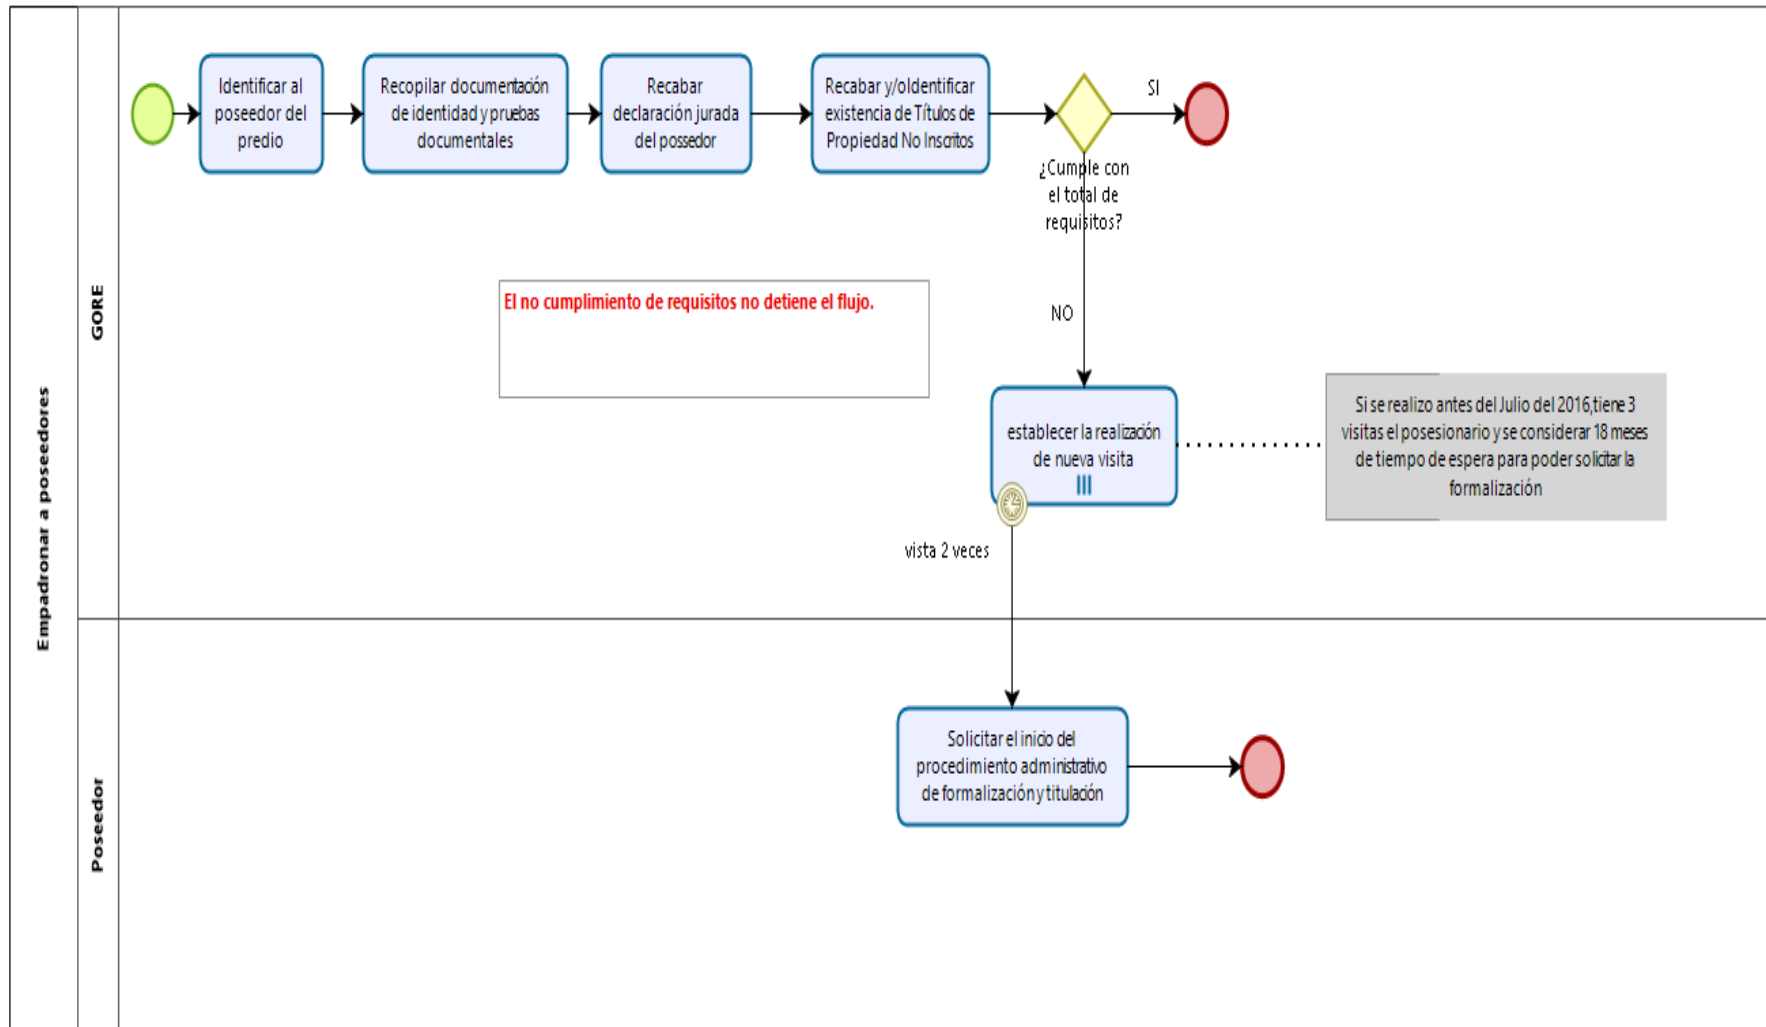 Empadronar a poseedores
GORE
Identificar al
poseedor del
predio
Recopilar documentación
de identidad y pruebas
documentales
Recabar
declaración jurada
del possedor
Recabar y/oIdentificar
existencia de Títulos de
Propiedad No Inscritos
SI
¿Cumple con
el total de
requisitos?
El no cumplimiento de requisitos no detiene el flujo.
NO
establecer la realización
de nueva visita
Si se realizo antes del Julio del 2016,tiene 3
visitas el posesionario y se considerar 18 meses
de tiempo de espera para poder solicitar la
formalización
vista 2 veces
Poseedor
Solicitar el inicio del
procedimiento administrativo
de formalización y titulación